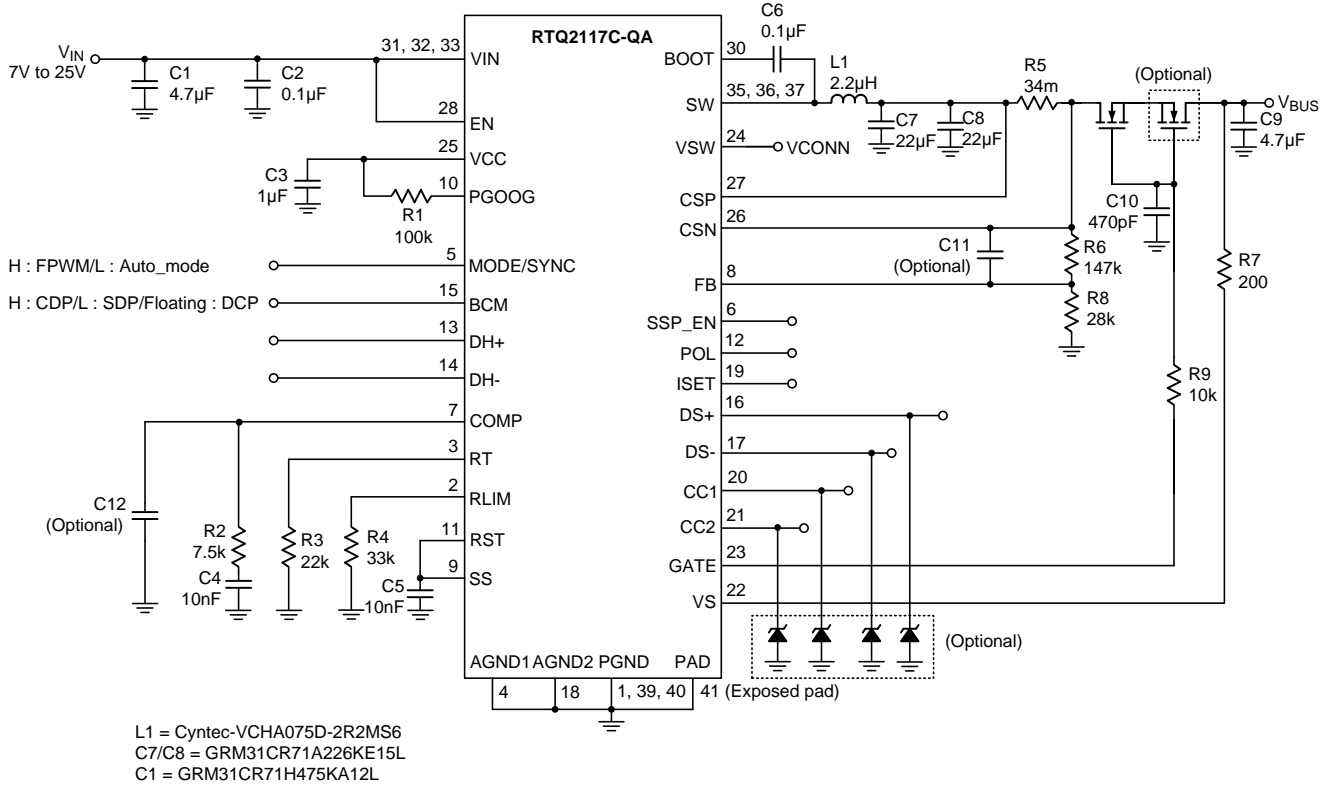 RTQ2117C-QA
VIN
7V to 25V
C1
4.7µF
C2
0.1µF
31, 32, 33
VIN
28
EN
25
VCC
C3
1µF
10
PGOOG
R1
100k
H : FPWM/L : Auto_mode
5
MODE/SYNC
H : CDP/L : SDP/Floating : DCP
15
BCM
13
DH+
14
DH-
7
COMP
3
RT
2
RLIM
11
RST
9
SS
C12
(Optional)
R2
7.5k
C4
10nF
R3
22k
R4
33k
C5
10nF
BOOT
30
C6
0.1µF
SW
35, 36, 37
L1
2.2µH
C7
22µF
C8
22µF
R5
34m
(Optional)
VBUS
C9
4.7µF
VSW
24
VCONN
CSP
27
CSN
26
C10
470pF
C11
(Optional)
R6
147k
R7
200
FB
8
R8
28k
SSP_EN
6
POL
12
ISET
19
R9
10k
DS+
16
DS-
17
CC1
20
CC2
21
GATE
23
VS
22
(Optional)
AGND1 AGND2 PGND PAD
4
18
1, 39, 40
41 (Exposed pad)
L1 = Cyntec-VCHA075D-2R2MS6
C7/C8 = GRM31CR71A226KE15L
C1 = GRM31CR71H475KA12L